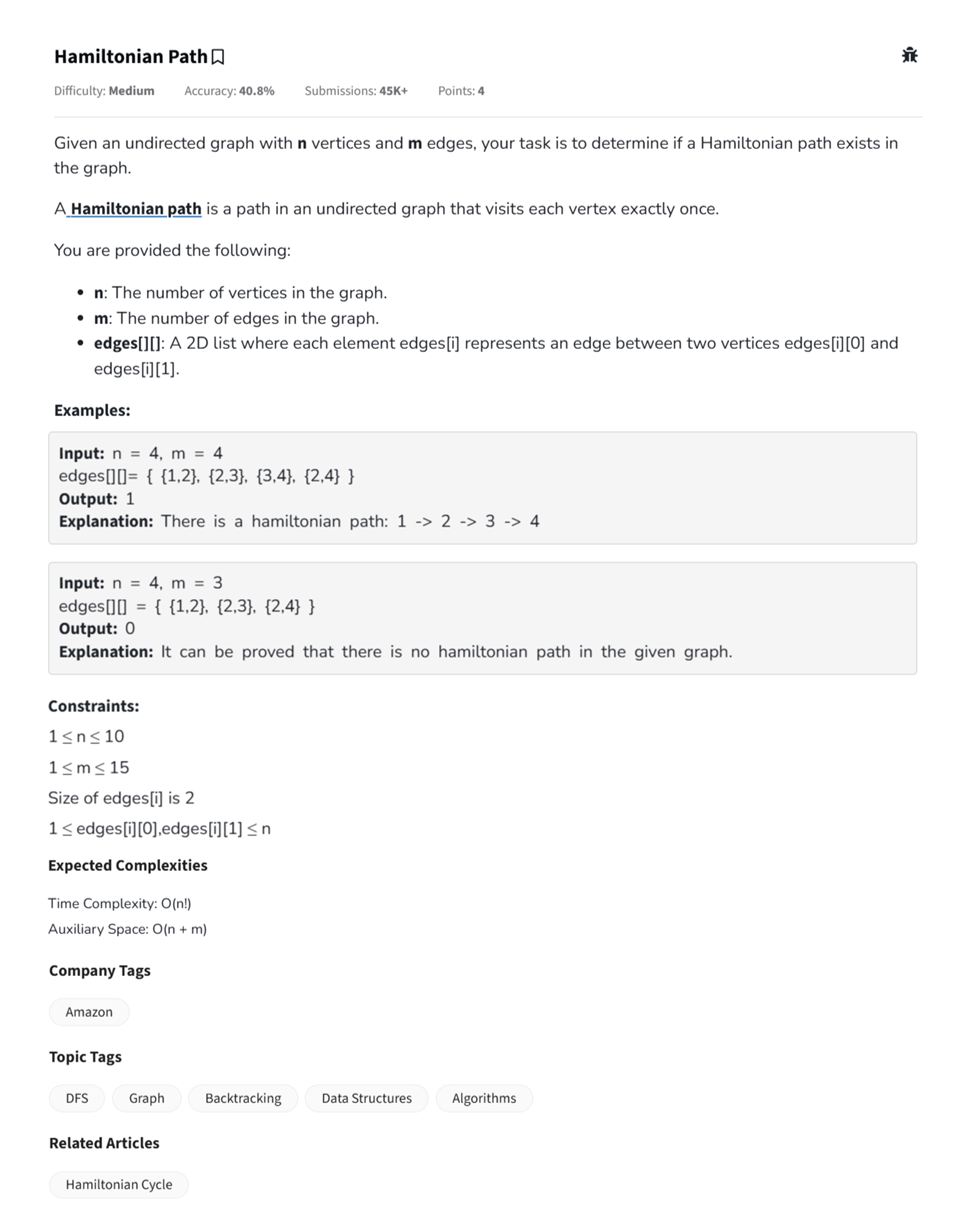 Hamiltonian Path
Difficulty: Medium Accuracy: 40.8% Submissions: 45K+ Points: 4
Given an undirected graph with n vertices and m edges, your task is to determine if a Hamiltonian path exists in
the graph.
A Hamiltonian path is a path in an undirected graph that visits each vertex exactly once.
You are provided the following:
• n: The number of vertices in the graph.
• m: The number of edges in the graph.
• edges[][]: A 2D list where each element edges[i] represents an edge between two vertices edges[i][0] and
edges[i][1].
Examples:
Input: n = 4, m = 4
edges[][]= { {1,2}, {2,3}, {3,4}, {2,4} }
Output: 1
Explanation: There is a hamiltonian path: 1 -> 2 -> 3 -> 4
Input: n = 4, m = 3
edges[][] = { {1,2}, {2,3}, {2,4} }
Output: 0
Explanation: It can be proved that there is no hamiltonian path in the given graph.
Constraints:
1 ≤ n ≤ 10
1 ≤ m ≤ 15
Size of edges[i] is 2
1 ≤ edges[i][0],edges[i][1] ≤ n
Expected Complexities
Time Complexity: O(n!)
Auxiliary Space: O(n + m)
Company Tags
Amazon
Topic Tags
DFS Graph Backtracking Data Structures Algorithms
Related Articles
Hamiltonian Cycle